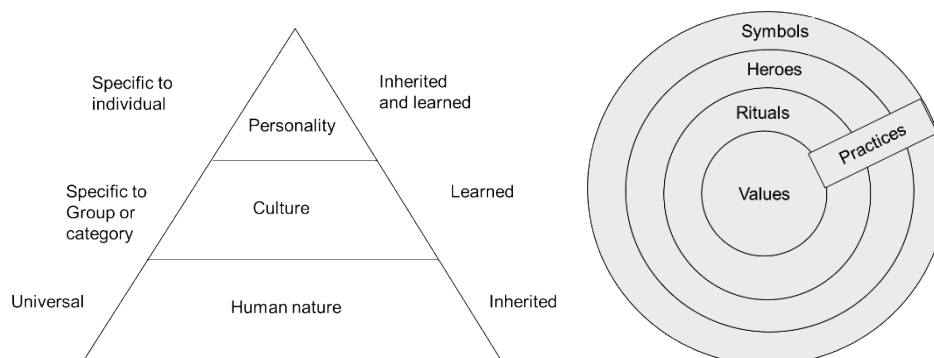 Specific to
individual
Personality
Inherited
and learned
Specific to
Group or
category
Culture
Learned
Universal
Human nature
Inherited
Symbols
Heroes
Rituals
Practices
Values